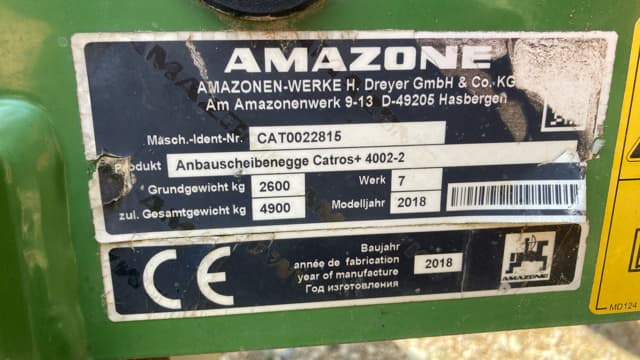 AMAZONE
AMAZONEN-WERKE H. Dreyer GmbH & Co. KG
Am Amazonenwerk 9-13 D-49205 Hasbergen
Masch.-Ident-Nr. CAT0022815
Produkt Anbauscheibenegge Catros+ 4002-2
Grundgewicht kg 2600 Werk 7
zul. Gesamtgewicht kg 4900 Modelljahr 2018
CE
Baujahr
année de fabrication
year of manufacture
Год изготовления
2018
AMAZONE
MD124